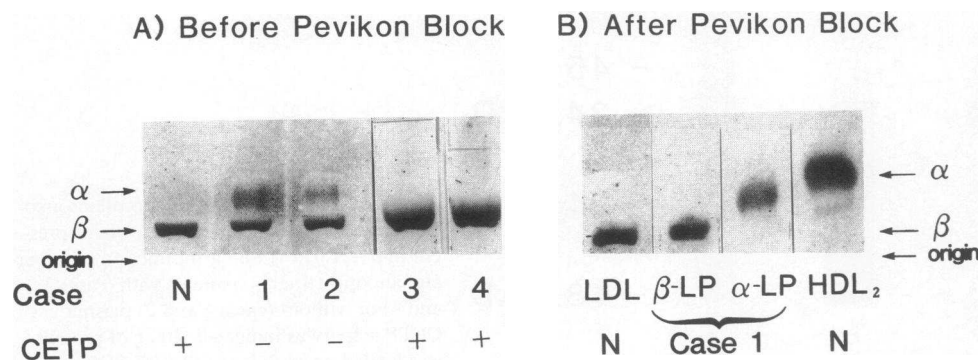 A) Before Pevikon Block
α
β
origin
Case N 1 2 3 4
CETP + - - + +
B) After Pevikon Block
α
β
origin
LDL β-LP α-LP HDL₂
N Case 1 N